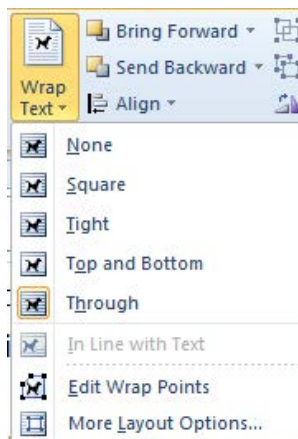 Bring Forward
Send Backward
Wrap
Text
Align
None
Square
Tight
Top and Bottom
Through
In Line with Text
Edit Wrap Points
More Layout Options...